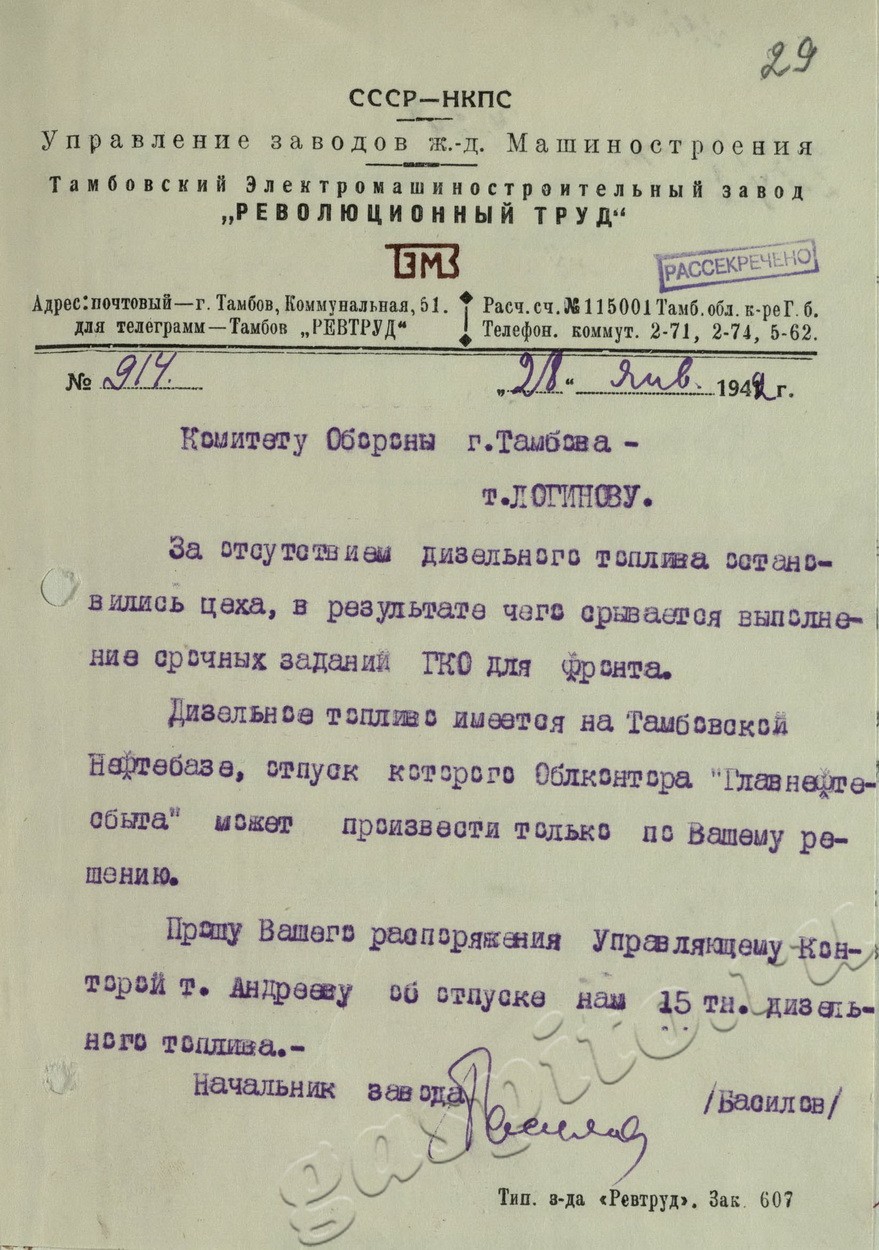 29
СССР—НКПС
Управление заводов ж.-д. Машиностроения
Тамбовский Электромашиностроительный завод
„РЕВОЛЮЦИОННЫЙ ТРУД“
ТЭМЗ
РАССЕКРЕЧЕНО
Адрес: почтовый—г. Тамбов, Коммунальная, 51.
для телеграмм—Тамбов „РЕВТРУД“
Расч. сч. №115001 Тамб. обл. к-ре Г. б.
Телефон. коммут. 2-71, 2-74, 5-62.
№ 914. „28“ янв. 1942 г.
Комитету Обороны г.Тамбова -
т.ЛОГИНОВУ.
За отсутствием дизельного топлива остано-
вились цеха, в результате чего срывается выполне-
ние срочных заданий ГКО для фронта.
Дизельное топливо имеется на Тамбовской
Нефтебазе, отпуск которого Облконтора "Главнефте-
сбыта" может произвести только по Вашему ре-
шению.
Прошу Вашего распоряжения Управляющему Кон-
торой т. Андрееву об отпуске нам 15 тн. дизель-
ного топлива.-
Начальник завода /Василов/
Тип. з-да «Ревтруд». Зак. 607